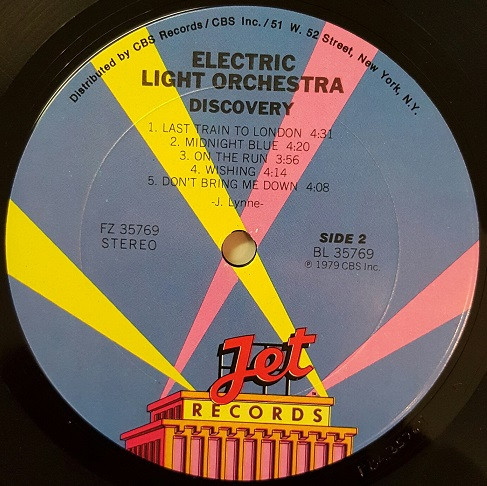 Distributed by CBS Records/CBS Inc./51 W. 52 Street, New York, N.Y.
ELECTRIC
LIGHT ORCHESTRA
DISCOVERY
1. LAST TRAIN TO LONDON 4:31
2. MIDNIGHT BLUE 4:20
3. ON THE RUN 3:56
4. WISHING 4:14
5. DON'T BRING ME DOWN 4:08
-J. Lynne-
FZ 35769
STEREO
SIDE 2
BL 35769
℗ 1979 CBS Inc.
Jet
RECORDS